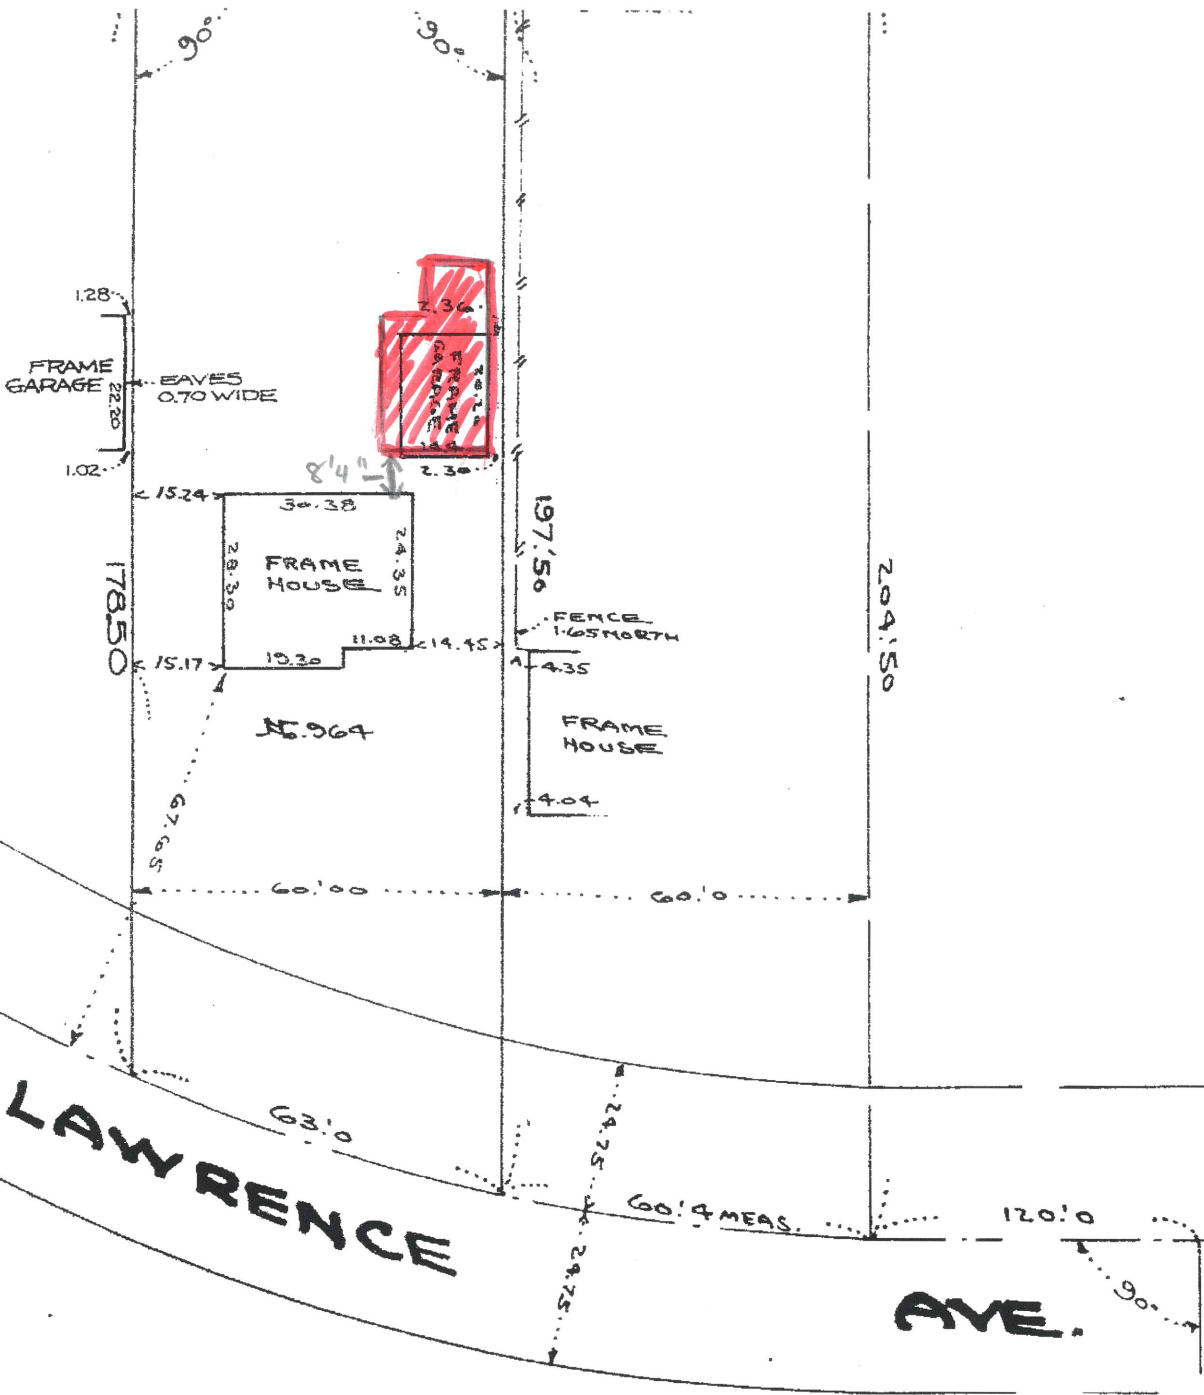 90°
90°
1.28
FRAME
GARAGE
22.20
EAVES
0.70 WIDE
1.02
2.36
FRAME
GARAGE
2.30
8'4"
15.24
30.38
28.30
FRAME
HOUSE
24.35
178.50
197.50
204.50
FENCE
1.65 NORTH
11.08
14.45
15.17
19.30
4.35
No. 964
FRAME
HOUSE
4.04
67.65
60.00
60.0
63.0
24.75
60.4 MEAS.
120.0
24.75
90°
LAWRENCE AVE.